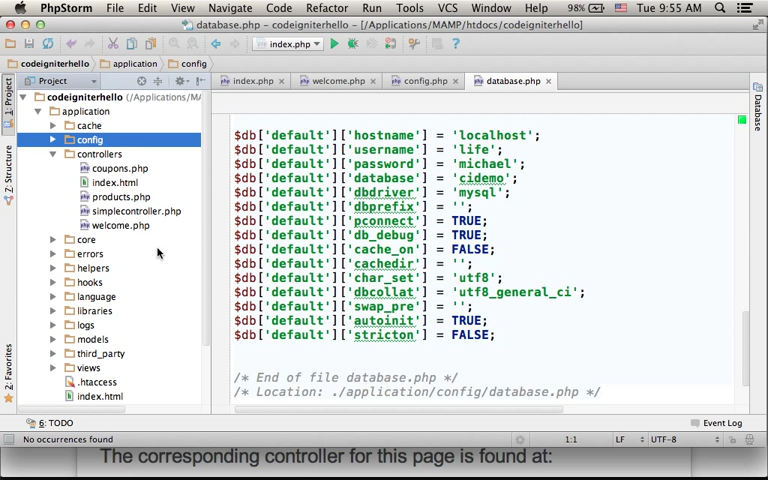 PhpStorm File Edit View Navigate Code Refactor Run Tools VCS Window Help 98% Tue 9:55 AM
database.php - codeigniterhello - [/Applications/MAMP/htdocs/codeigniterhello]
index.php
codeigniterhello application config
Project
index.php welcome.php config.php database.php
1: Project
Z: Structure
2: Favorites
codeigniterhello (/Applications/MA
application
cache
config
controllers
coupons.php
index.html
products.php
simplecontroller.php
welcome.php
core
errors
helpers
hooks
language
libraries
logs
models
third_party
views
.htaccess
index.html
$db['default']['hostname'] = 'localhost';
$db['default']['username'] = 'life';
$db['default']['password'] = 'michael';
$db['default']['database'] = 'cidemo';
$db['default']['dbdriver'] = 'mysql';
$db['default']['dbprefix'] = '';
$db['default']['pconnect'] = TRUE;
$db['default']['db_debug'] = TRUE;
$db['default']['cache_on'] = FALSE;
$db['default']['cachedir'] = '';
$db['default']['char_set'] = 'utf8';
$db['default']['dbcollat'] = 'utf8_general_ci';
$db['default']['swap_pre'] = '';
$db['default']['autoinit'] = TRUE;
$db['default']['stricton'] = FALSE;
/* End of file database.php */
/* Location: ./application/config/database.php */
Database
6: TODO Event Log
No occurrences found 1:1 LF UTF-8
The corresponding controller for this page is found at: